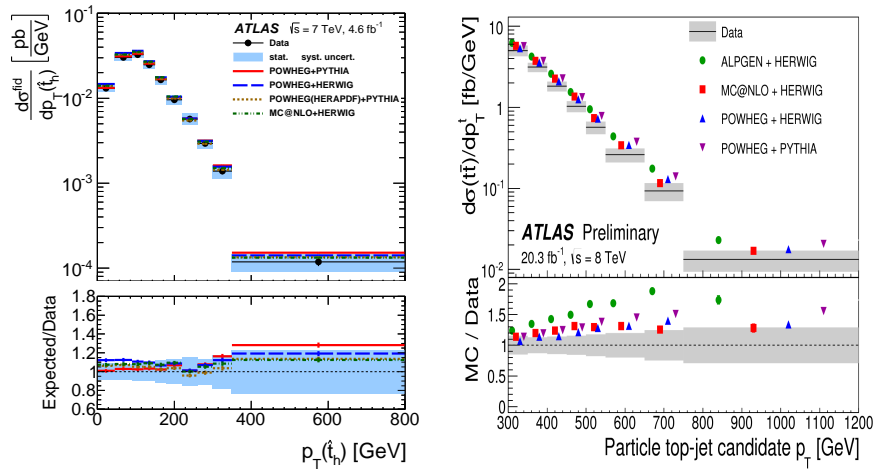 dσ^fid / dp_T(t̂_h) [pb / GeV]
ATLAS √s = 7 TeV, 4.6 fb⁻¹
Data
stat. syst. uncert.
POWHEG+PYTHIA
POWHEG+HERWIG
POWHEG(HERAPDF)+PYTHIA
MC@NLO+HERWIG
10⁻¹
10⁻²
10⁻³
10⁻⁴
Expected/Data
1.8
1.6
1.4
1.2
1
0.8
0.6
0 200 400 600 800
p_T(t̂_h) [GeV]
dσ(tt̄)/dp_T^t [fb/GeV]
Data
ALPGEN + HERWIG
MC@NLO + HERWIG
POWHEG + HERWIG
POWHEG + PYTHIA
10
1
10⁻¹
10⁻²
ATLAS Preliminary
20.3 fb⁻¹, √s = 8 TeV
MC / Data
2
1.5
1
0.5
0
300 400 500 600 700 800 900 1000 1100 1200
Particle top-jet candidate p_T [GeV]